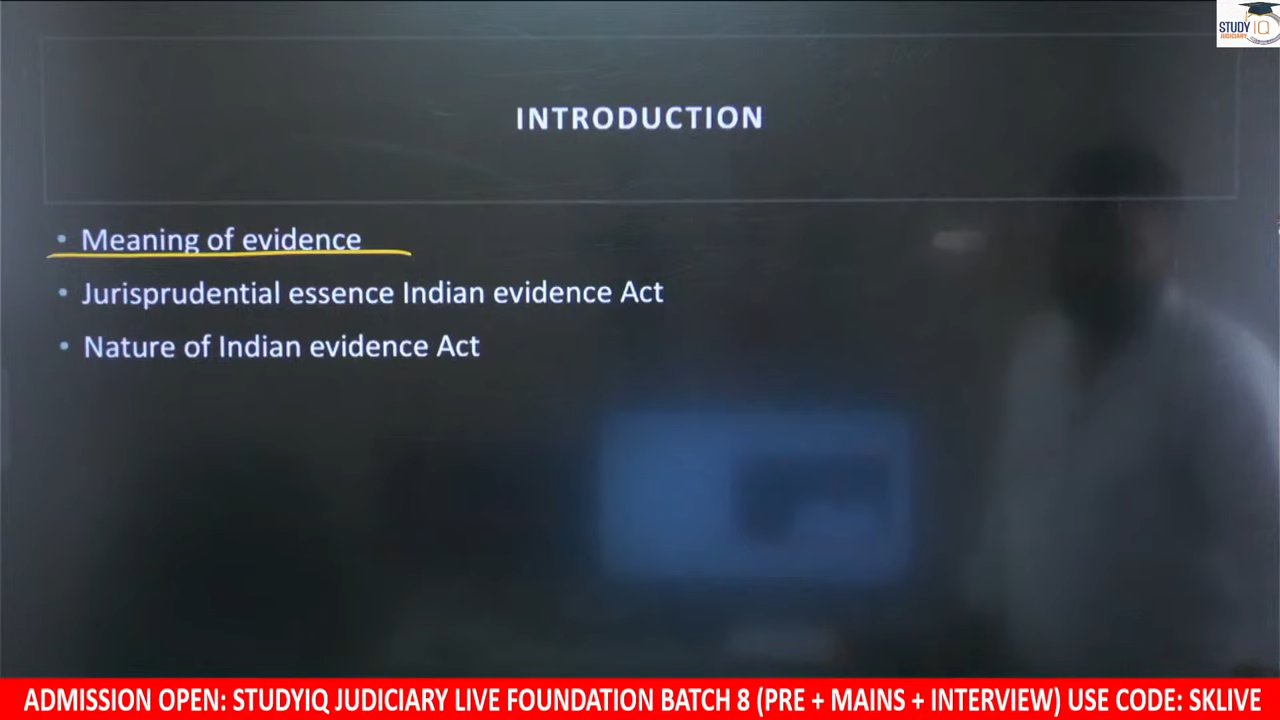 STUDY IQ
JUDICIARY
INTRODUCTION
• Meaning of evidence
• Jurisprudential essence Indian evidence Act
• Nature of Indian evidence Act
ADMISSION OPEN: STUDYIQ JUDICIARY LIVE FOUNDATION BATCH 8 (PRE + MAINS + INTERVIEW) USE CODE: SKLIVE